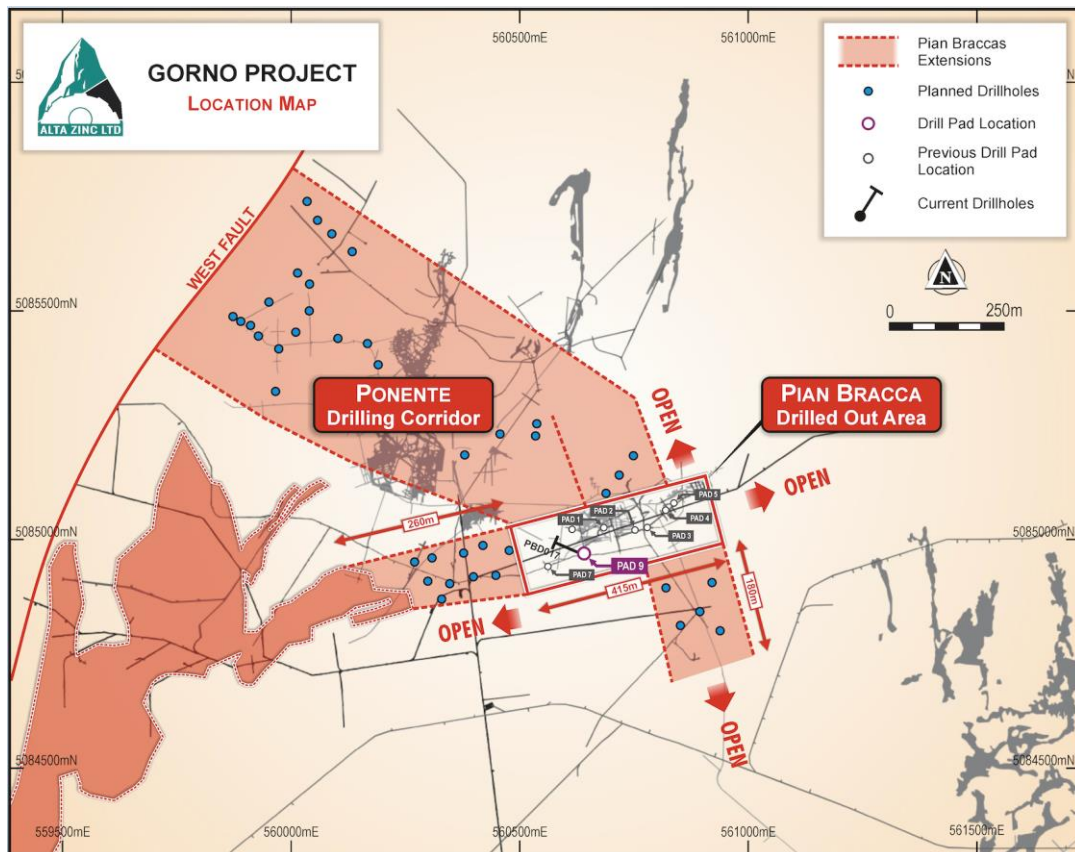 560500mE
561000mE
GORNO PROJECT
LOCATION MAP
ALTA ZINC LTD
Pian Braccas
Extensions
Planned Drillholes
Drill Pad Location
Previous Drill Pad
Location
Current Drillholes
N
250m
0
WEST FAULT
5085500mN
5085500mN
PONENTE
Drilling Corridor
PIAN BRACCA
Drilled Out Area
OPEN
OPEN
PAD 5
PAD 2
PAD 1
PAD 4
PAD 3
260m
5085000mN
5085000mN
PBD017
PAD 9
PAD 7
415m
180m
OPEN
OPEN
5084500mN
5084500mN
559500mE
560000mE
560500mE
561000mE
561500mE